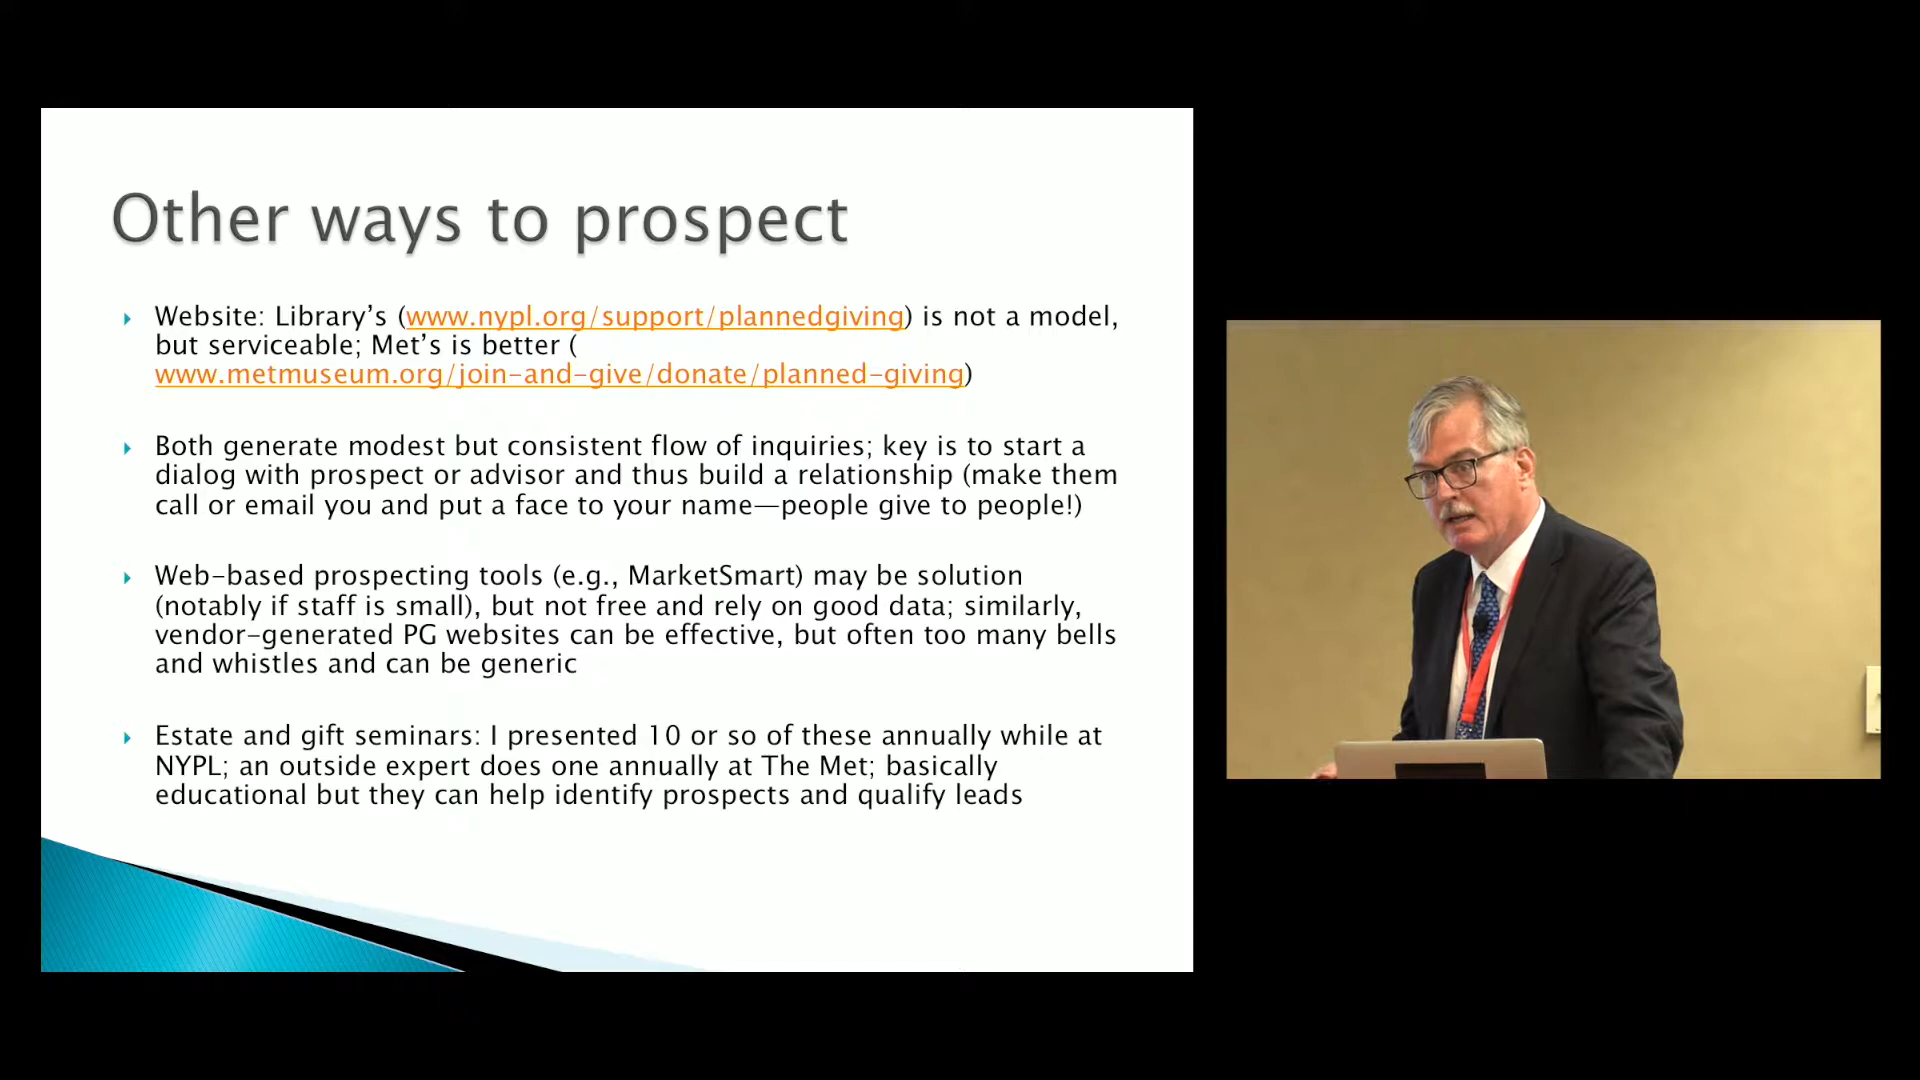 Other ways to prospect
Website: Library’s (www.nypl.org/support/plannedgiving) is not a model,
but serviceable; Met’s is better (
www.metmuseum.org/join-and-give/donate/planned-giving)
Both generate modest but consistent flow of inquiries; key is to start a
dialog with prospect or advisor and thus build a relationship (make them
call or email you and put a face to your name—people give to people!)
Web-based prospecting tools (e.g., MarketSmart) may be solution
(notably if staff is small), but not free and rely on good data; similarly,
vendor-generated PG websites can be effective, but often too many bells
and whistles and can be generic
Estate and gift seminars: I presented 10 or so of these annually while at
NYPL; an outside expert does one annually at The Met; basically
educational but they can help identify prospects and qualify leads